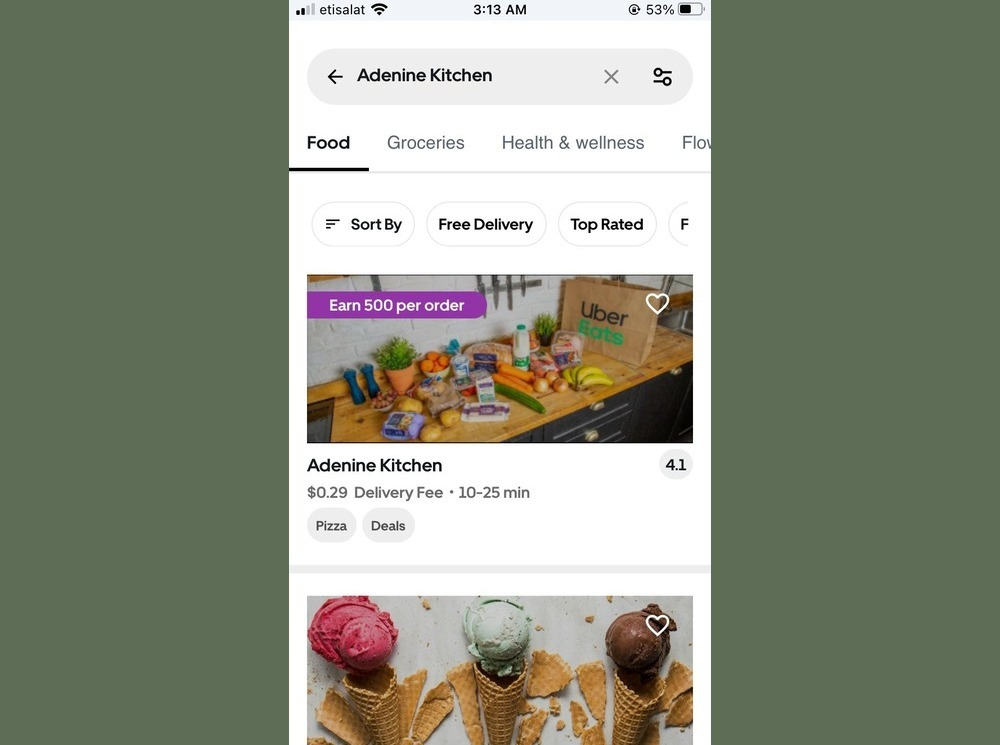 etisalat 3:13 AM 53%
Adenine Kitchen
Food Groceries Health & wellness Flow
Sort By Free Delivery Top Rated F
Earn 500 per order
Uber
Eats
Adenine Kitchen 4.1
$0.29 Delivery Fee • 10-25 min
Pizza Deals